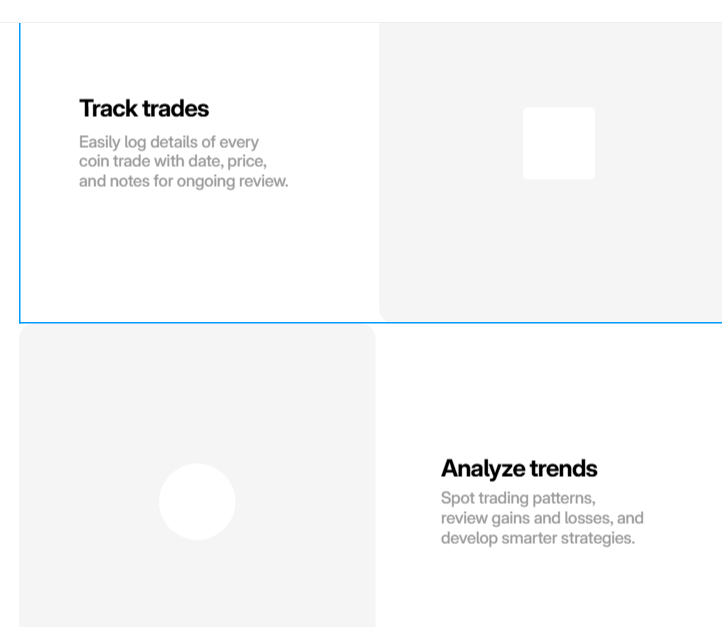 Track trades
Easily log details of every
coin trade with date, price,
and notes for ongoing review.
Analyze trends
Spot trading patterns,
review gains and losses, and
develop smarter strategies.